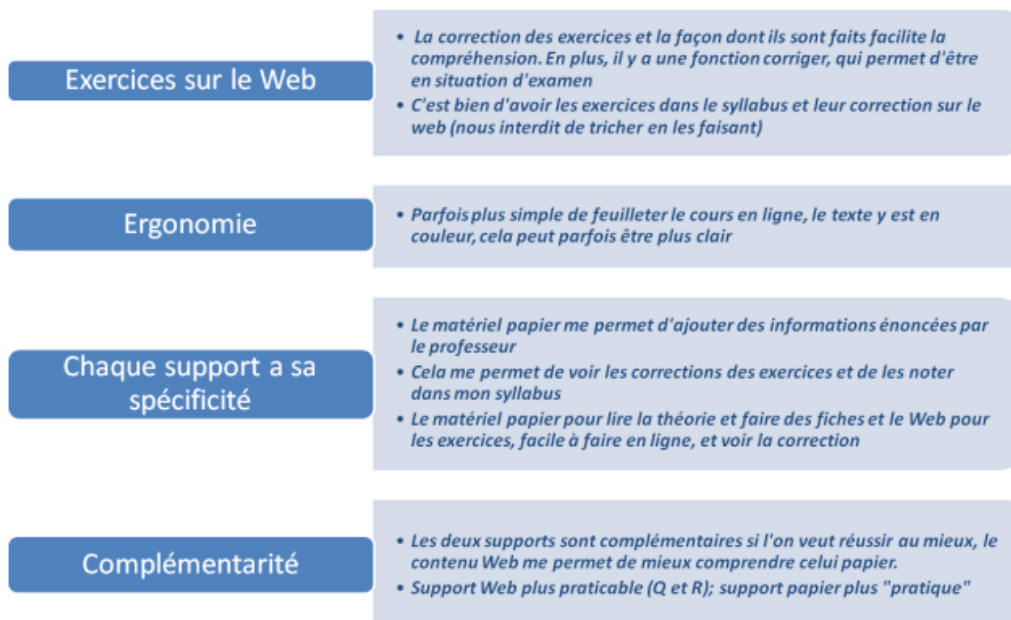 Exercices sur le Web
• La correction des exercices et la façon dont ils sont faits facilite la
compréhension. En plus, il y a une fonction corriger, qui permet d'être
en situation d'examen
• C'est bien d'avoir les exercices dans le syllabus et leur correction sur le
web (nous interdit de tricher en les faisant)
Ergonomie
• Parfois plus simple de feuilleter le cours en ligne, le texte y est en
couleur, cela peut parfois être plus clair
Chaque support a sa
spécificité
• Le matériel papier me permet d'ajouter des informations énoncées par
le professeur
• Cela me permet de voir les corrections des exercices et de les noter
dans mon syllabus
• Le matériel papier pour lire la théorie et faire des fiches et le Web pour
les exercices, facile à faire en ligne, et voir la correction
Complémentarité
• Les deux supports sont complémentaires si l'on veut réussir au mieux, le
contenu Web me permet de mieux comprendre celui papier.
• Support Web plus praticable (Q et R); support papier plus "pratique"